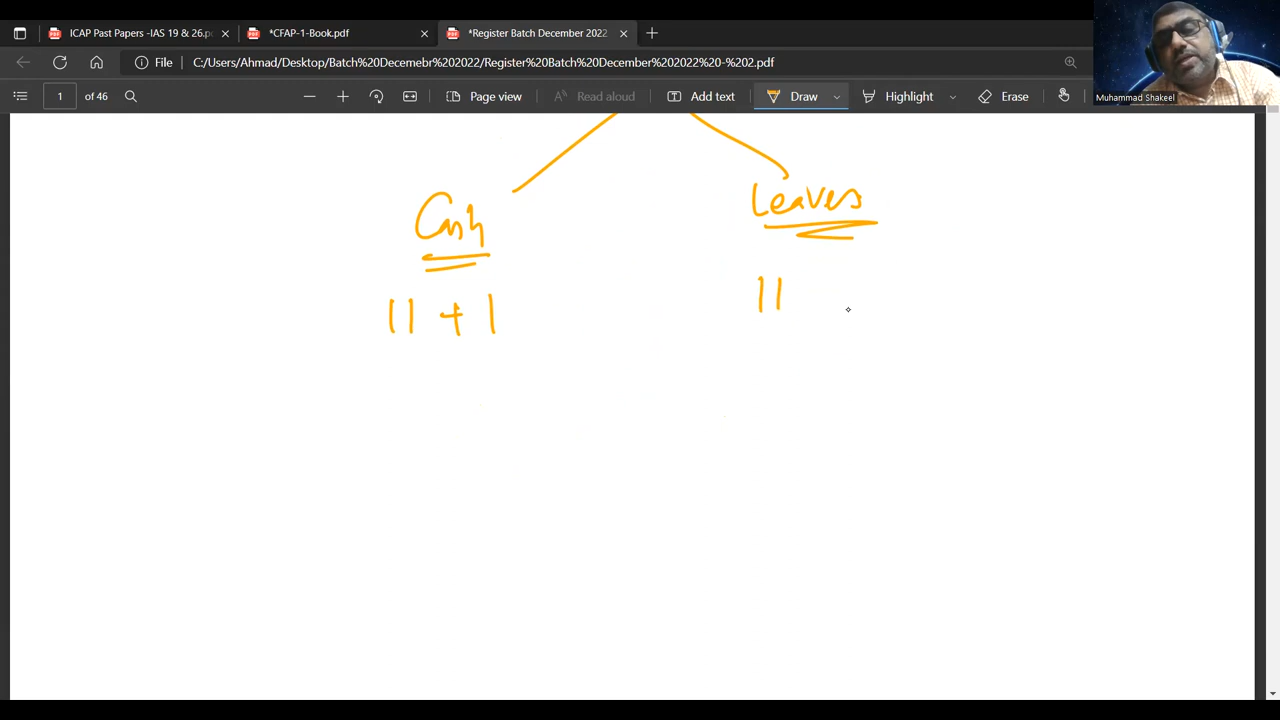 ICAP Past Papers -IAS 19 & 26.p
*CFAP-1-Book.pdf
*Register Batch December 2022
File
C:/Users/Ahmad/Desktop/Batch%20Decemebr%202022/Register%20Batch%20December%202022%20-%202.pdf
1 of 46
Page view
Read aloud
Add text
Draw
Highlight
Erase
Muhammad Shakeel
Cash
Leaves
11 + 1
11